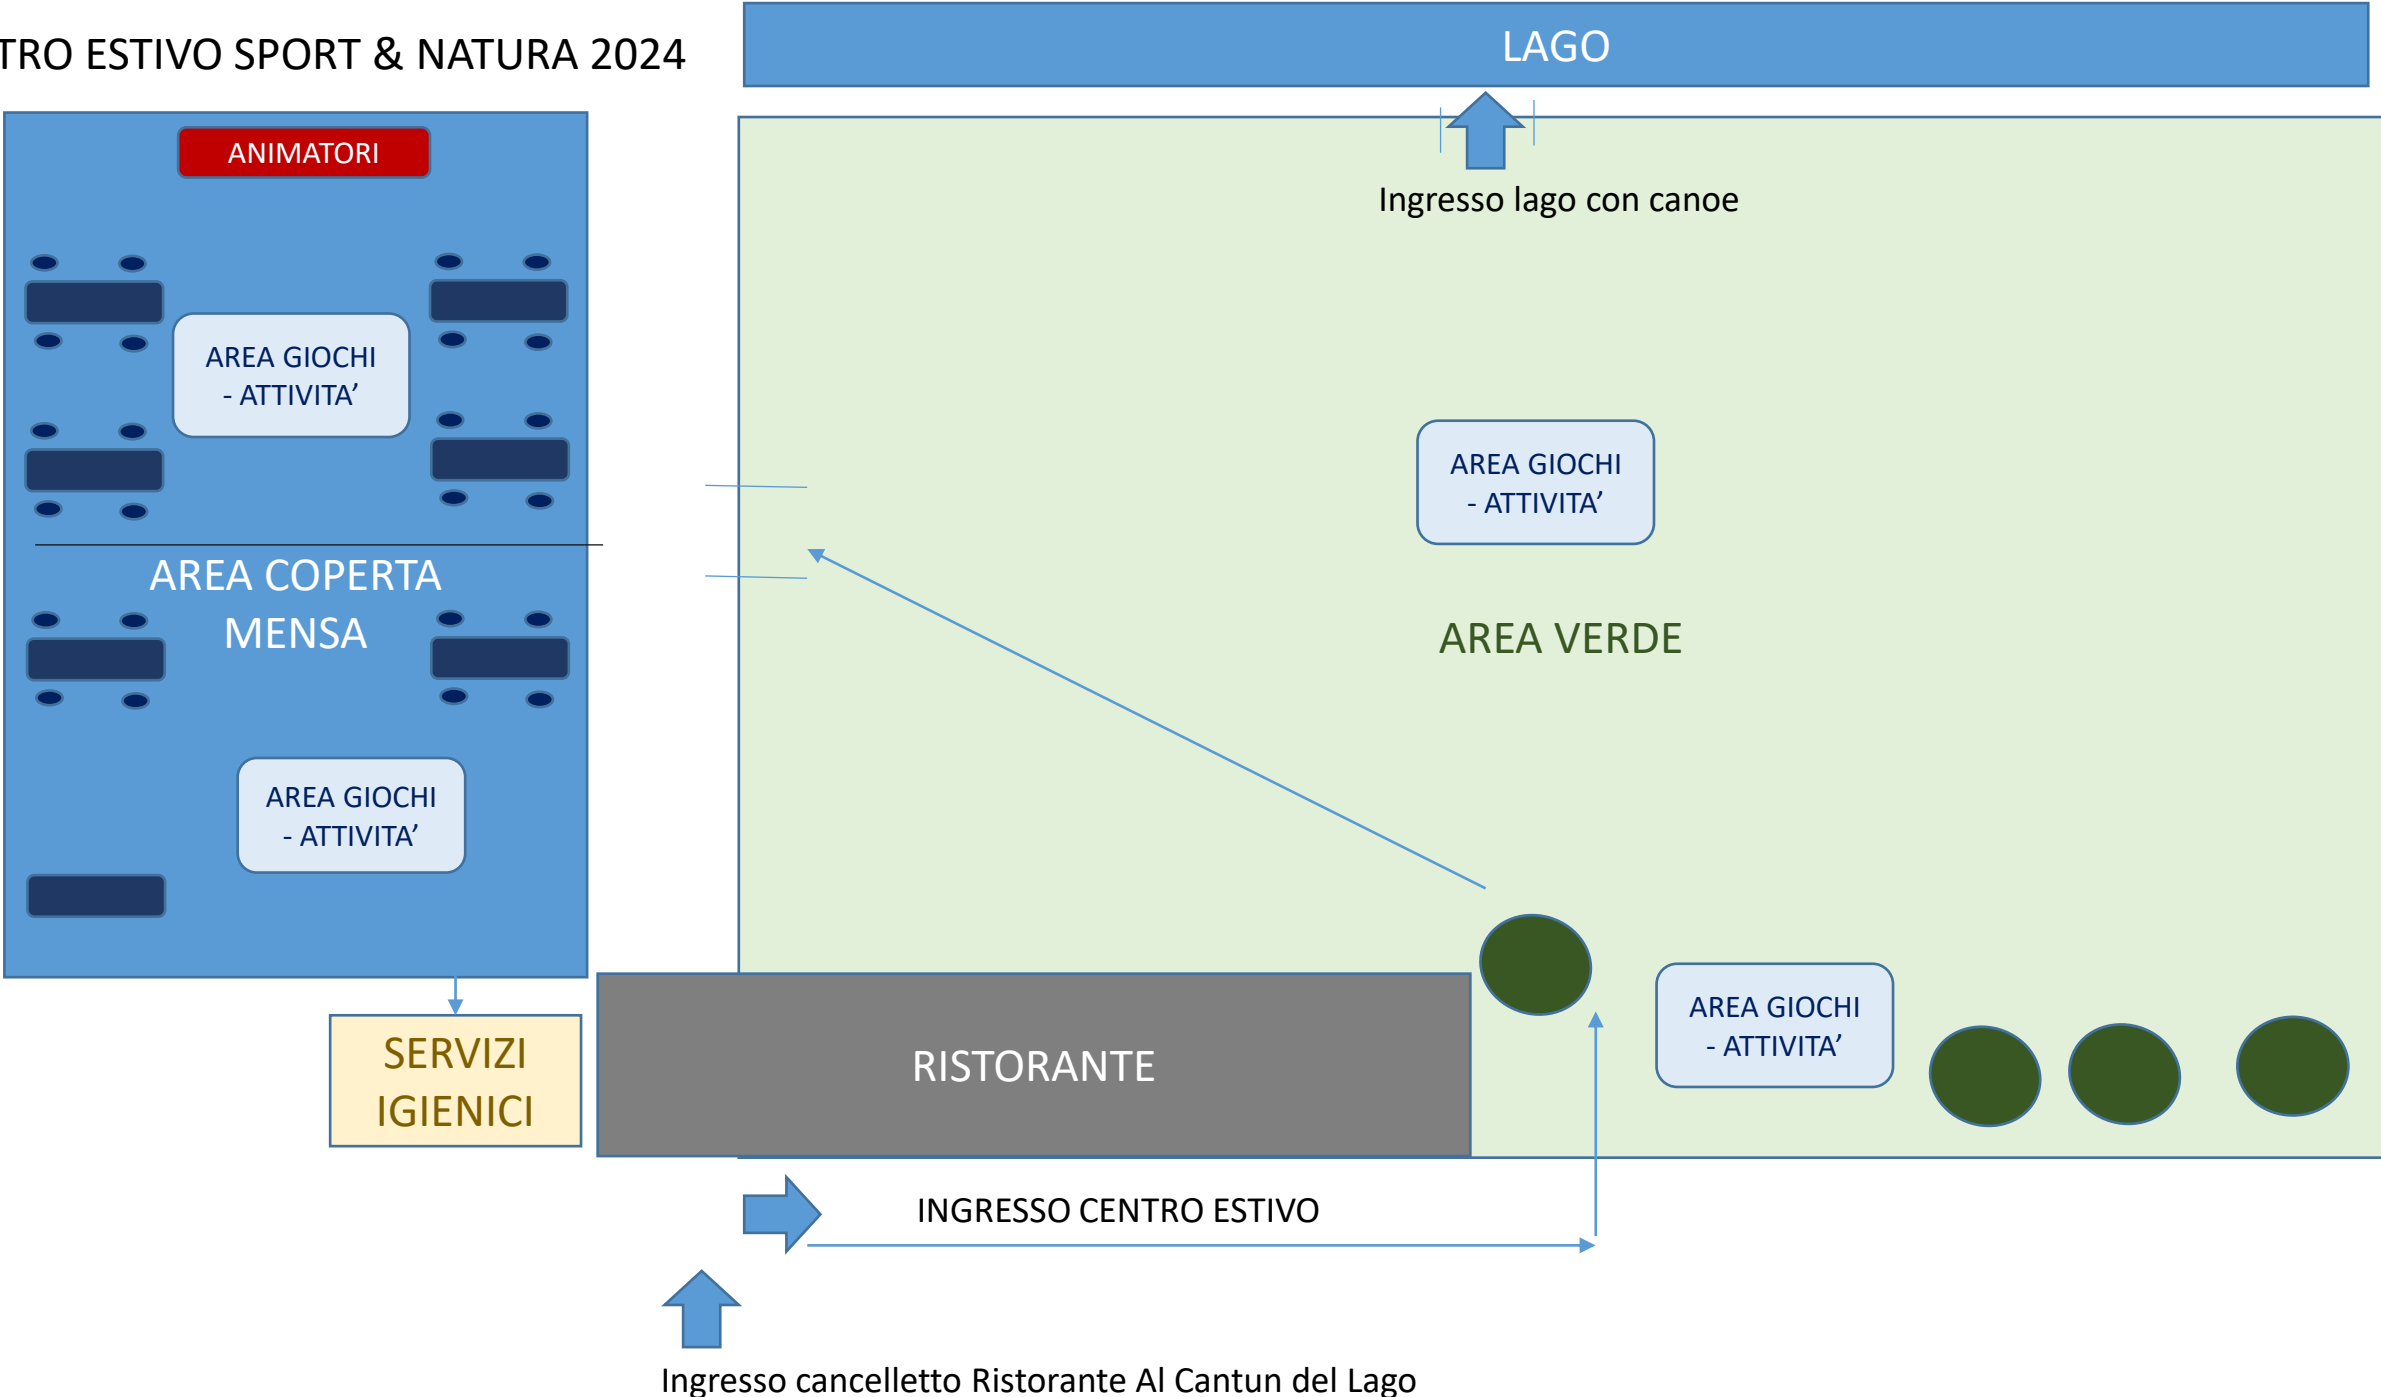 TRO ESTIVO SPORT & NATURA 2024
LAGO
ANIMATORI
Ingresso lago con canoe
AREA GIOCHI
- ATTIVITA’
AREA GIOCHI
- ATTIVITA’
AREA COPERTA
MENSA
AREA VERDE
AREA GIOCHI
- ATTIVITA’
AREA GIOCHI
- ATTIVITA’
SERVIZI
IGIENICI
RISTORANTE
INGRESSO CENTRO ESTIVO
Ingresso cancelletto Ristorante Al Cantun del Lago